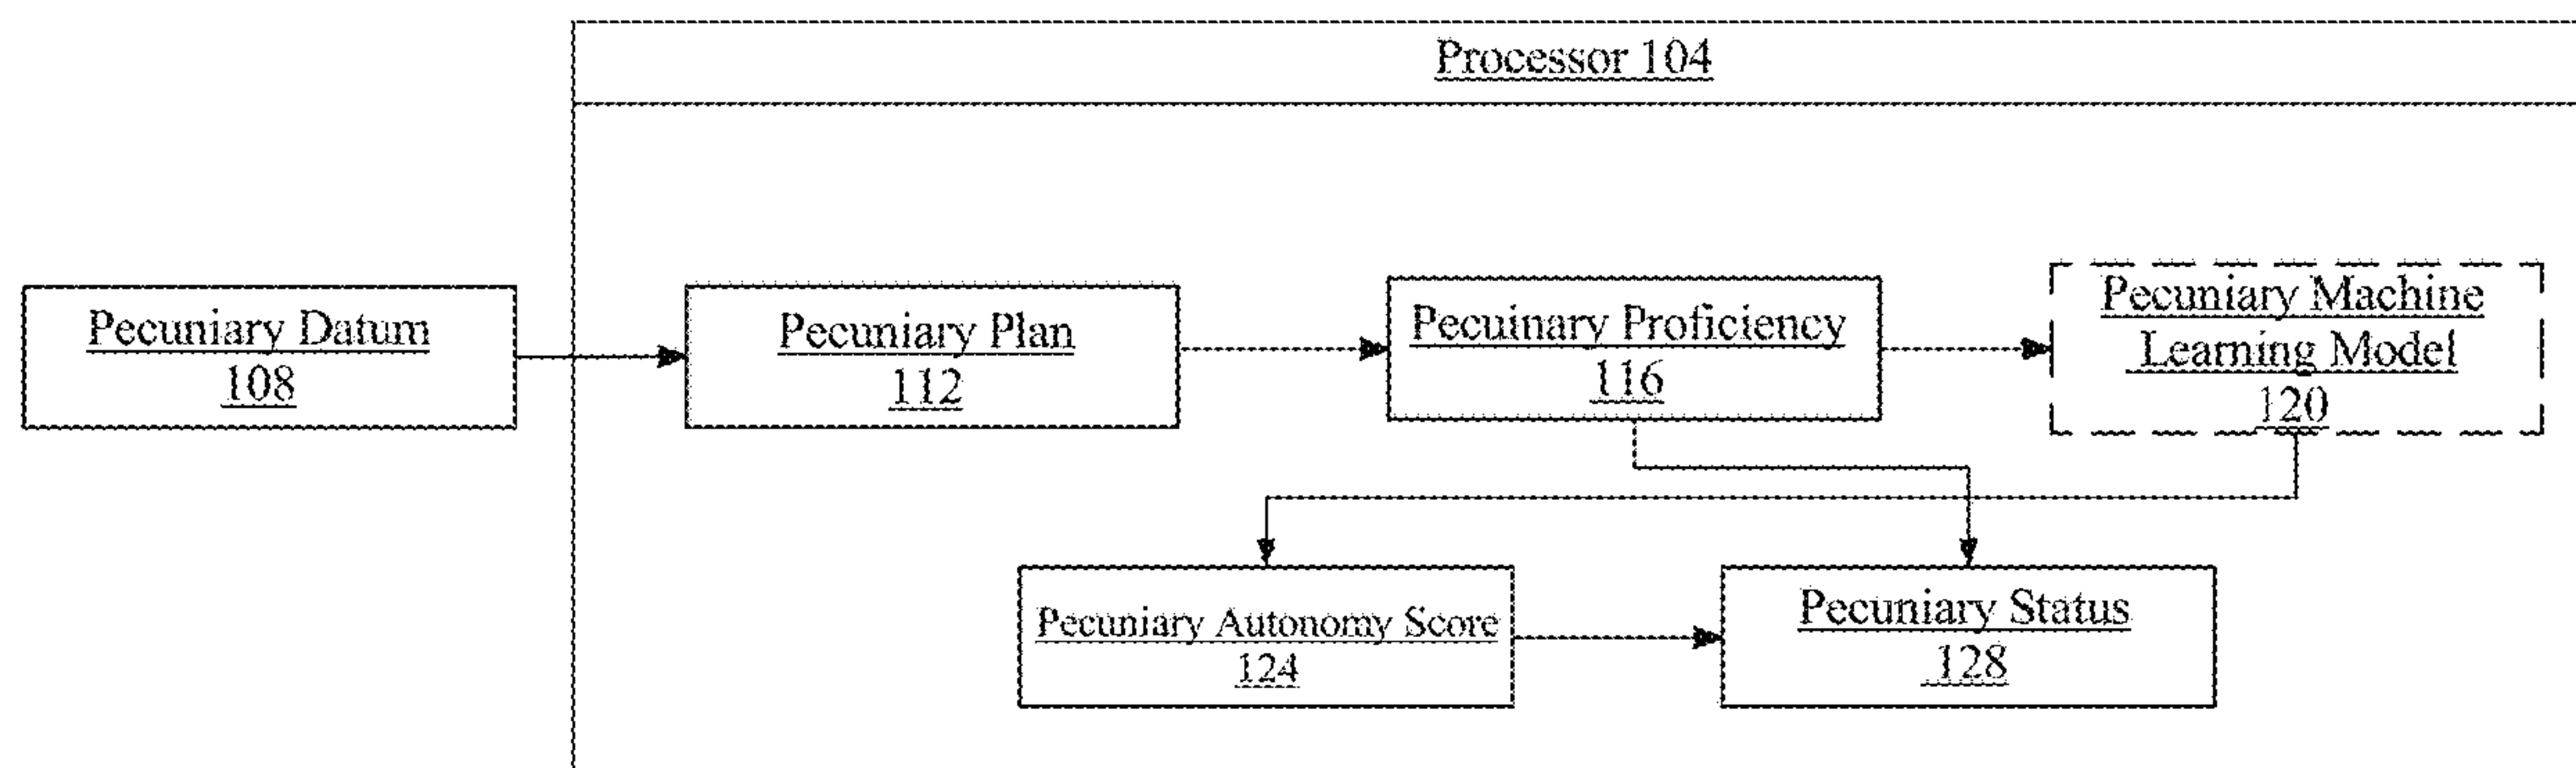 Processor 104
Pecuniary Datum
108
Pecuniary Plan
112
Pecuinary Proficiency
116
Pecuniary Machine
Learning Model
120
Pecuniary Autonomy Score
124
Pecuniary Status
128